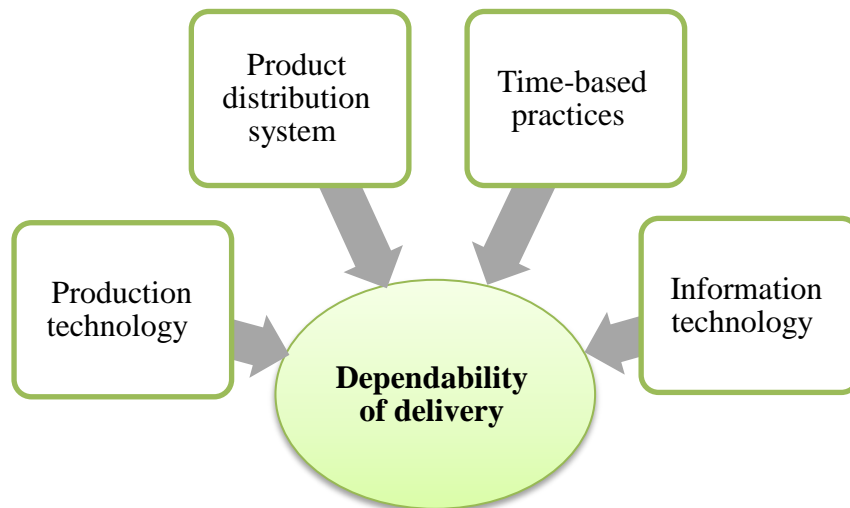 Product
distribution
system
Time-based
practices
Production
technology
Information
technology
Dependability
of delivery